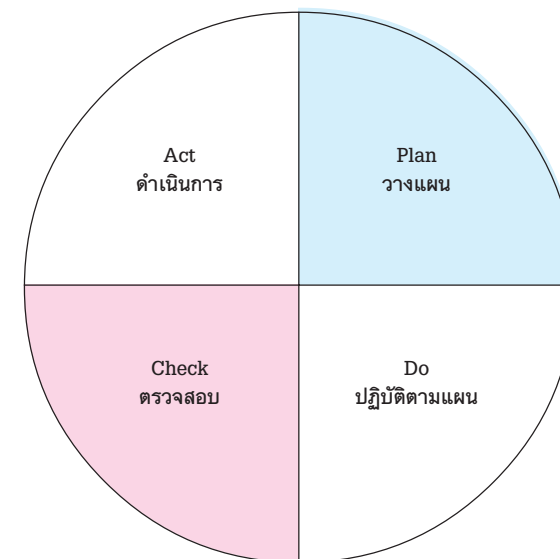 Act
ดำเนินการ
Plan
วางแผน
Check
ตรวจสอบ
Do
ปฏิบัติตามแผน